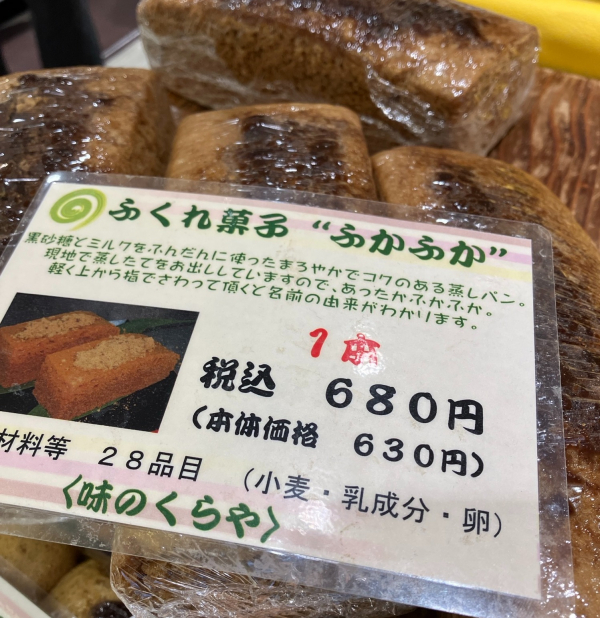 ふくれ菓子 “ふかふか”
黒砂糖とミルクをふんだんに使ったまろやかでコクのある蒸しパン。
現地で蒸したてをお出ししていますので、あったかふかふか。
軽く上から指でさわって頂くと名前の由来がわかります。
1本
税込 680円
(本体価格 630円)
材料等 28品目 (小麦・乳成分・卵)
〈味のくらや〉